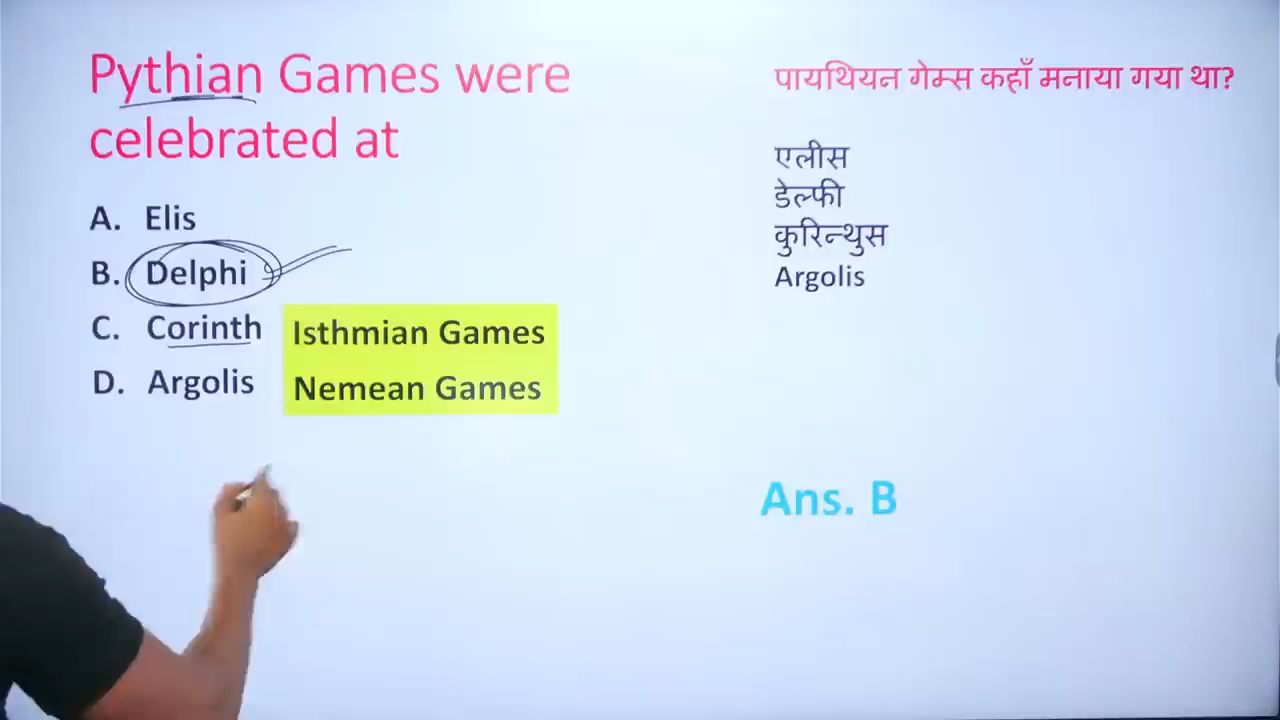 Pythian Games were
celebrated at
A. Elis
B. Delphi
C. Corinth
D. Argolis
Isthmian Games
Nemean Games
पायथियन गेम्स कहाँ मनाया गया था?
एलीस
डेल्फी
कुरिन्थुस
Argolis
Ans. B